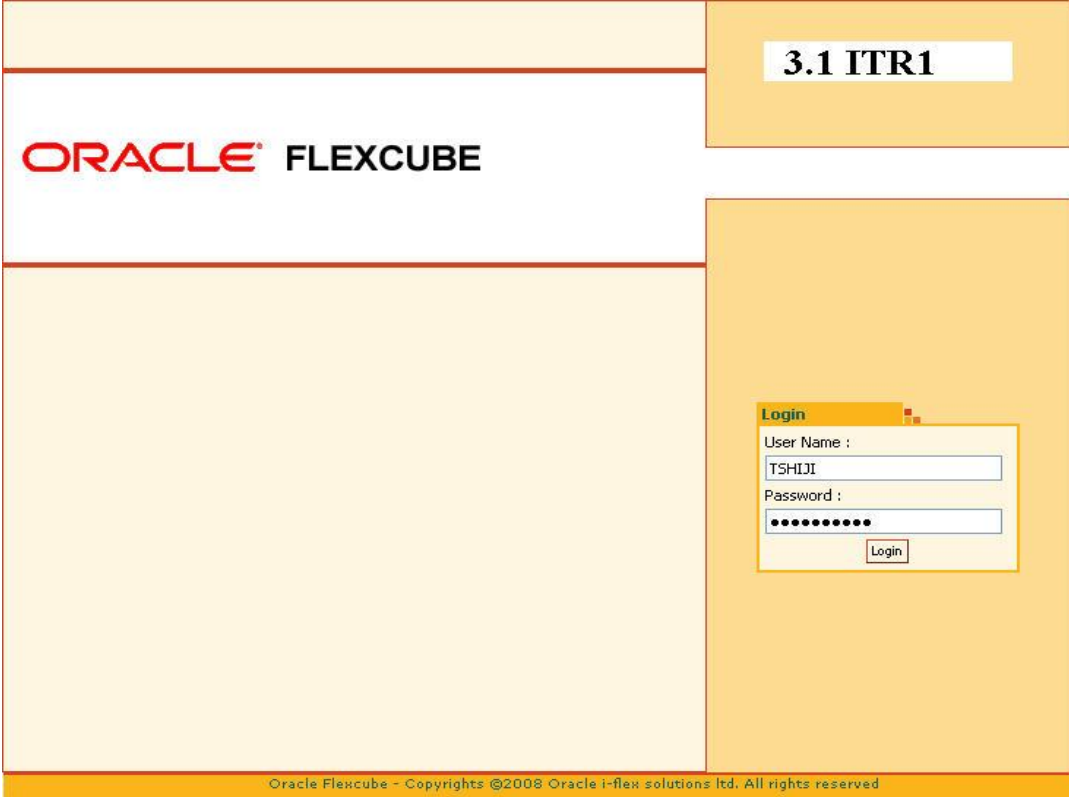 3.1 ITR1
ORACLE® FLEXCUBE
Login
User Name :
TSHIJI
Password :
●●●●●●●●●●
Login
Oracle Flexcube - Copyrights ©2008 Oracle i-flex solutions ltd. All rights reserved